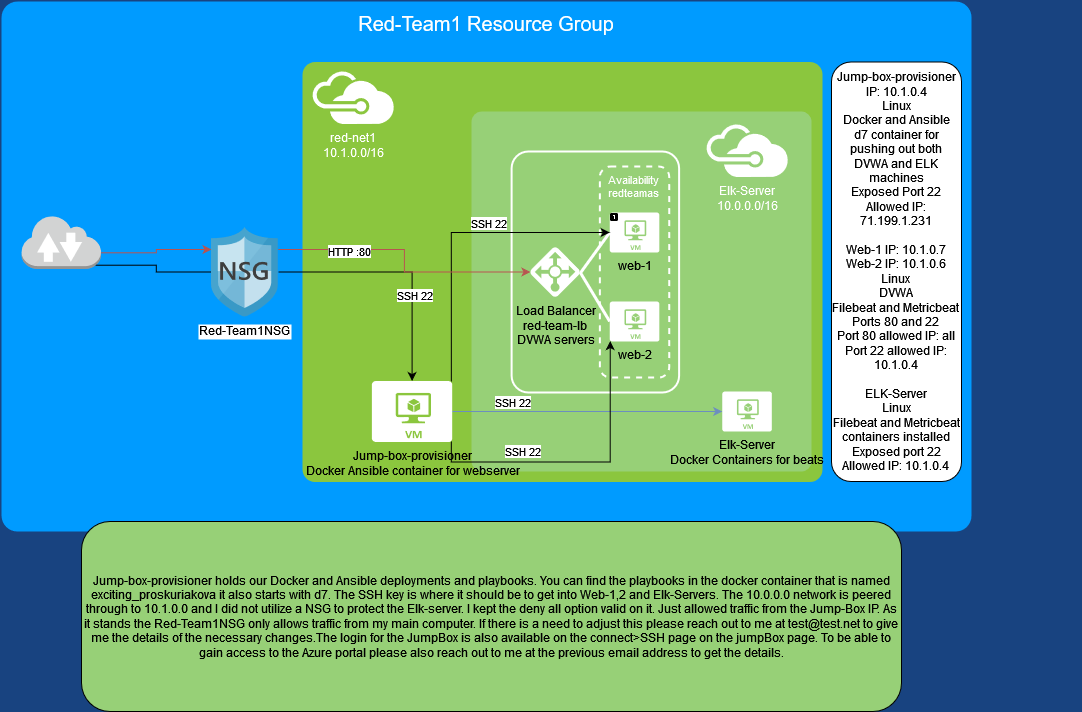 Red-Team1 Resource Group
red-net1
10.1.0.0/16
Elk-Server
10.0.0.0/16
Availability
redteamas
SSH 22
1
VM
web-1
HTTP :80
NSG
Red-Team1NSG
SSH 22
Load Balancer
red-team-lb
DVWA servers
VM
web-2
SSH 22
VM
Jump-box-provisioner
Docker Ansible container for webserver
SSH 22
VM
Elk-Server
Docker Containers for beats
Jump-box-provisioner
IP: 10.1.0.4
Linux
Docker and Ansible
d7 container for
pushing out both
DVWA and ELK
machines
Exposed Port 22
Allowed IP:
71.199.1.231
Web-1 IP: 10.1.0.7
Web-2 IP: 10.1.0.6
Linux
DVWA
Filebeat and Metricbeat
Ports 80 and 22
Port 80 allowed IP: all
Port 22 allowed IP:
10.1.0.4
ELK-Server
Linux
Filebeat and Metricbeat
containers installed
Exposed port 22
Allowed IP: 10.1.0.4
Jump-box-provisioner holds our Docker and Ansible deployments and playbooks. You can find the playbooks in the docker container that is named
exciting_proskuriakova it also starts with d7. The SSH key is where it should be to get into Web-1,2 and Elk-Servers. The 10.0.0.0 network is peered
through to 10.1.0.0 and I did not utilize a NSG to protect the Elk-server. I kept the deny all option valid on it. Just allowed traffic from the Jump-Box IP. As
it stands the Red-Team1NSG only allows traffic from my main computer. If there is a need to adjust this please reach out to me at test@test.net to give
me the details of the necessary changes.The login for the JumpBox is also available on the connect>SSH page on the jumpBox page. To be able to
gain access to the Azure portal please also reach out to me at the previous email address to get the details.